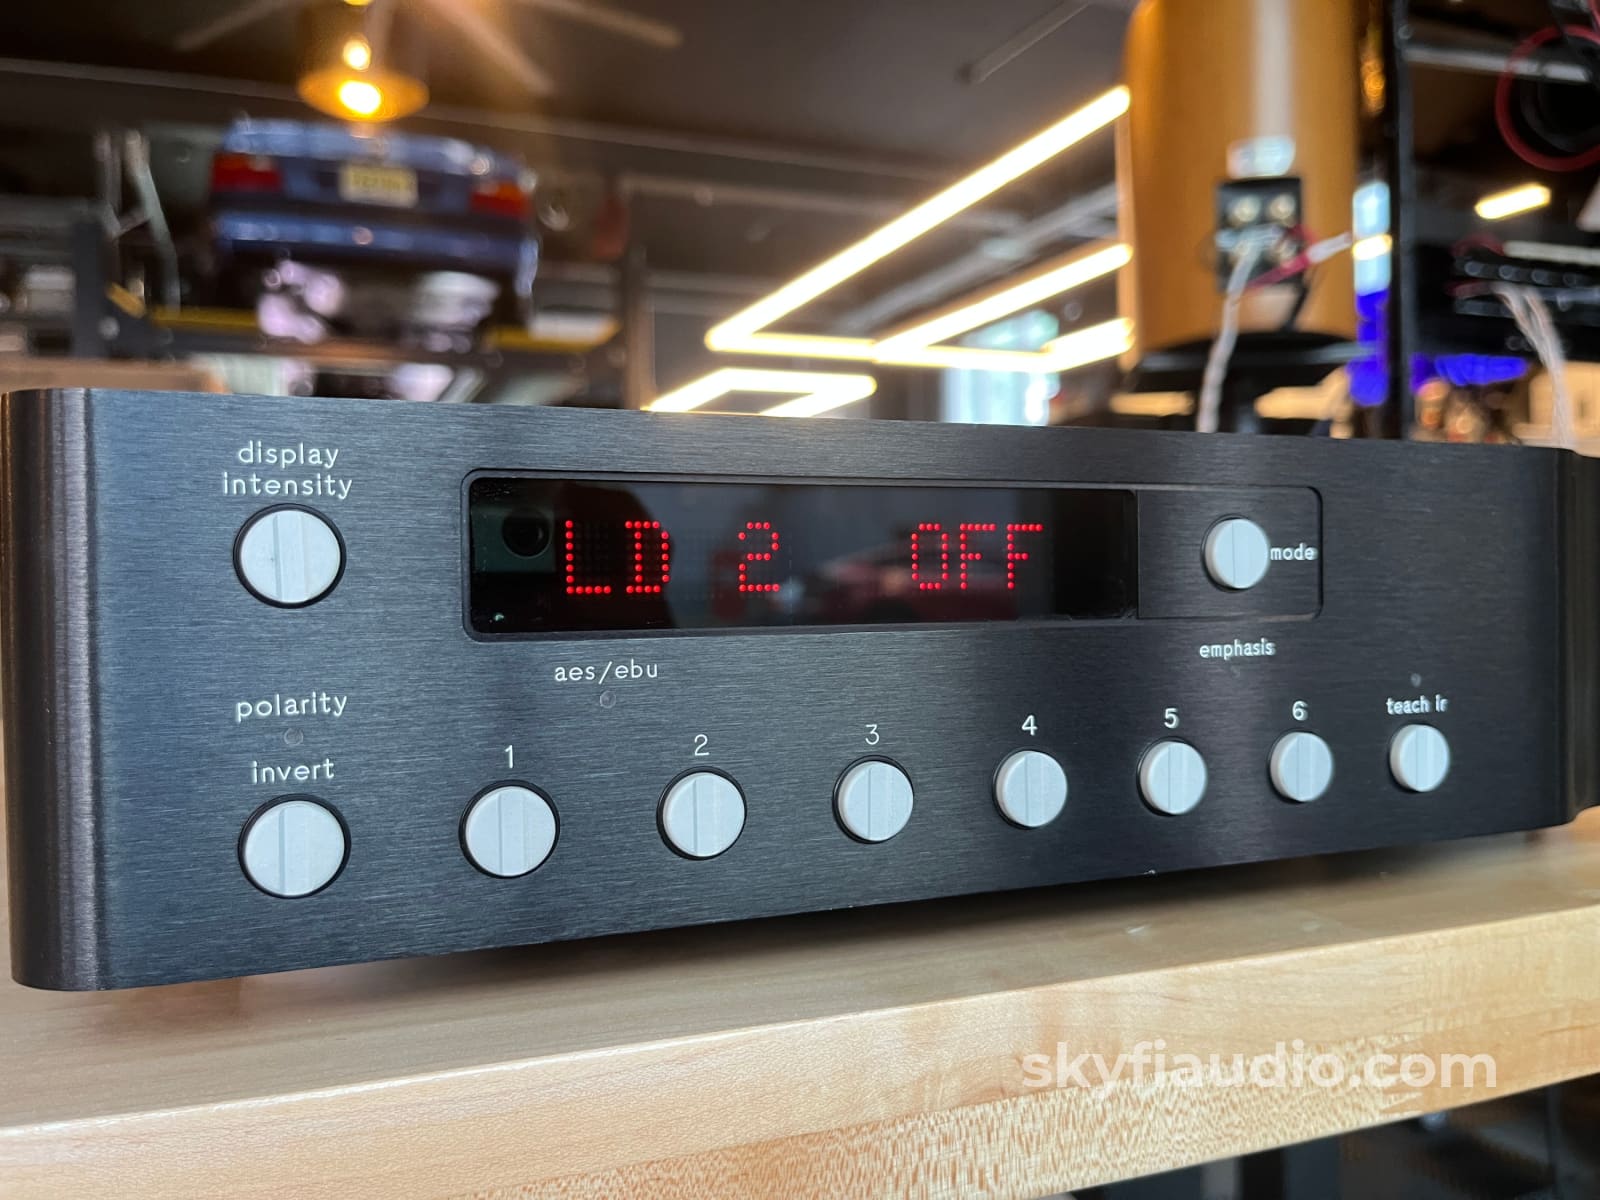 display
intensity
LD 2 OFF
mode
emphasis
aes/ebu
polarity
invert
1
2
3
4
5
6
teach ir
skyfiaudio.com